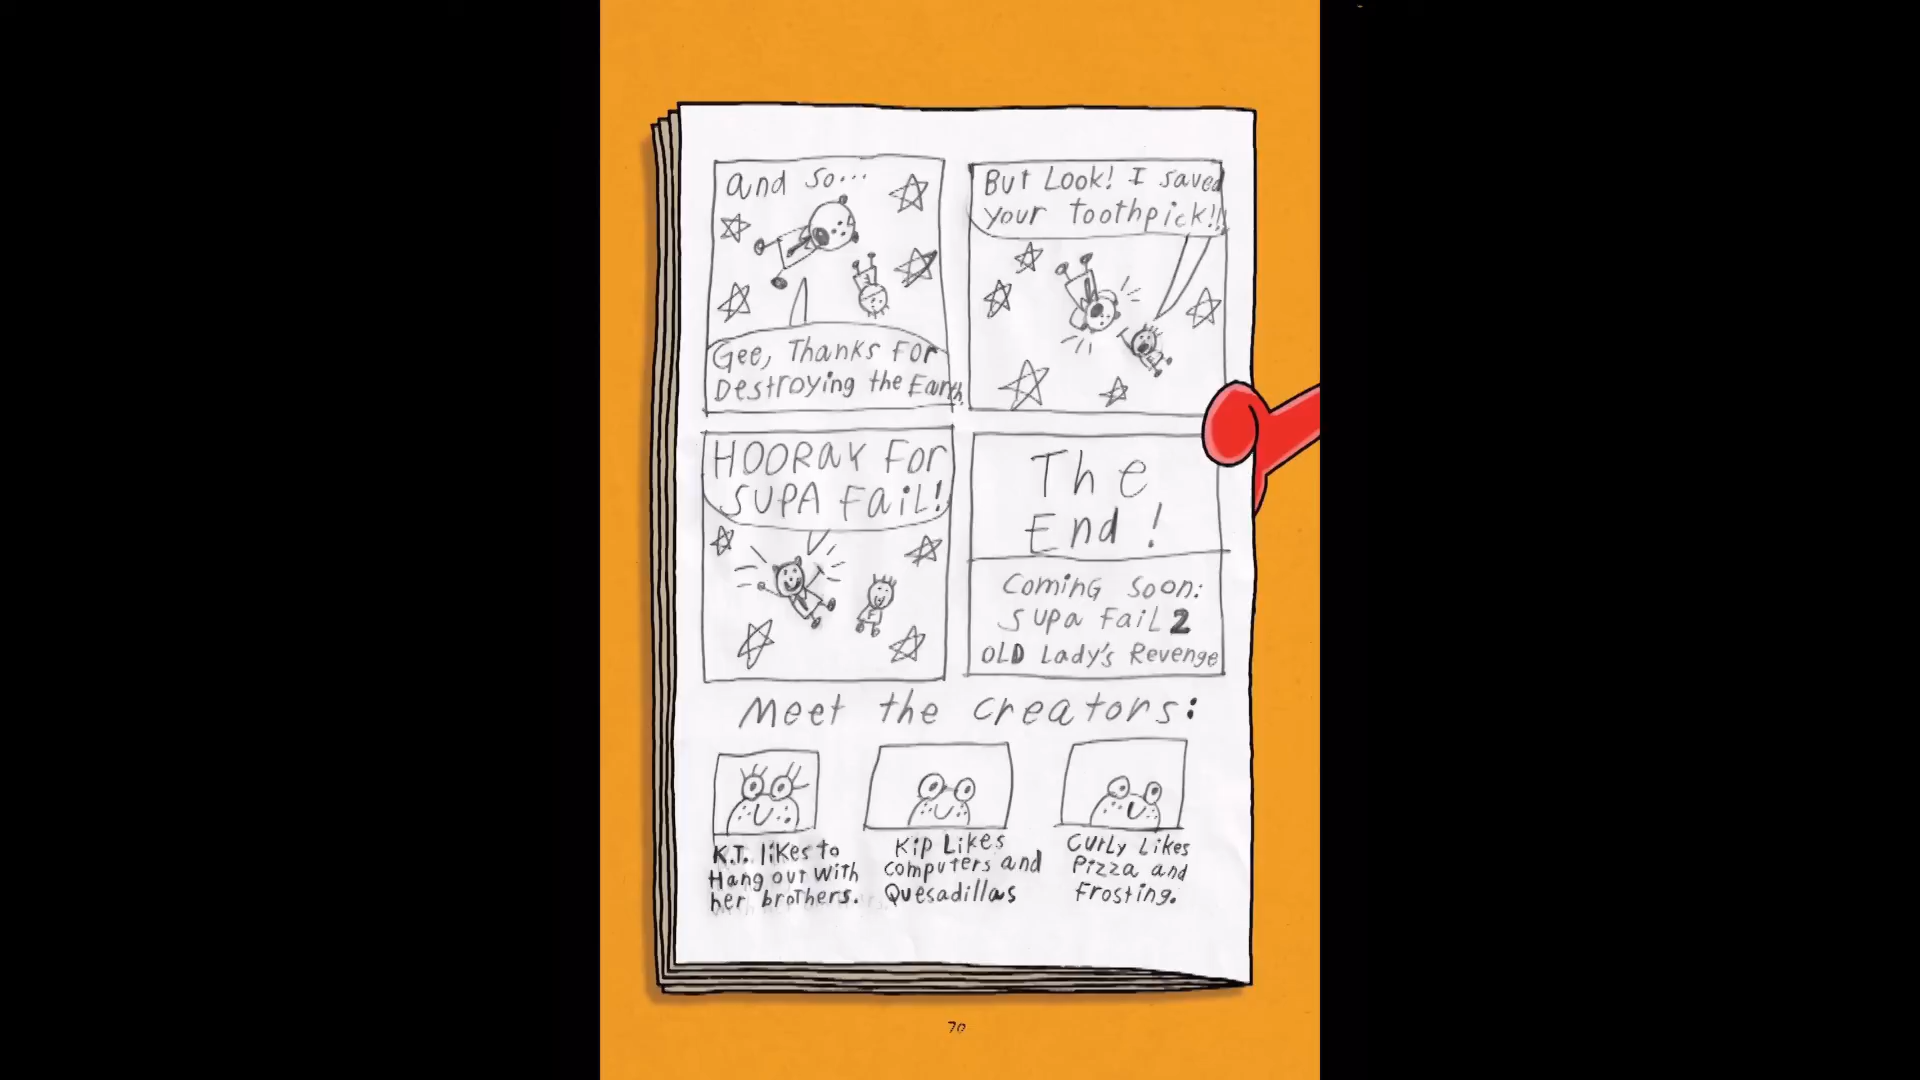 and so...
Gee, Thanks For
Destroying the Earth.
But Look! I saved
your toothpick!!!
HOORAY FOR
SUPA FAIL!
The
End!
Coming Soon:
Supa Fail 2
OLD Lady's Revenge
Meet the creators:
K.T. likes to
Hang out with
her brothers.
Kip Likes
Computers and
Quesadillas
Curly Likes
Pizza and
Frosting.
70